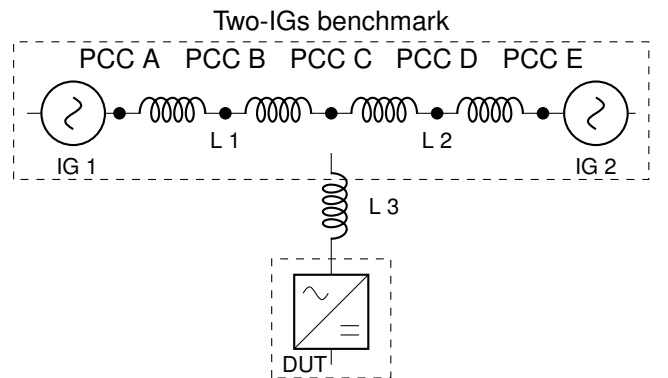 Two-IGs benchmark
PCC A PCC B PCC C PCC D PCC E
L 1 L 2
IG 1 IG 2
L 3
DUT